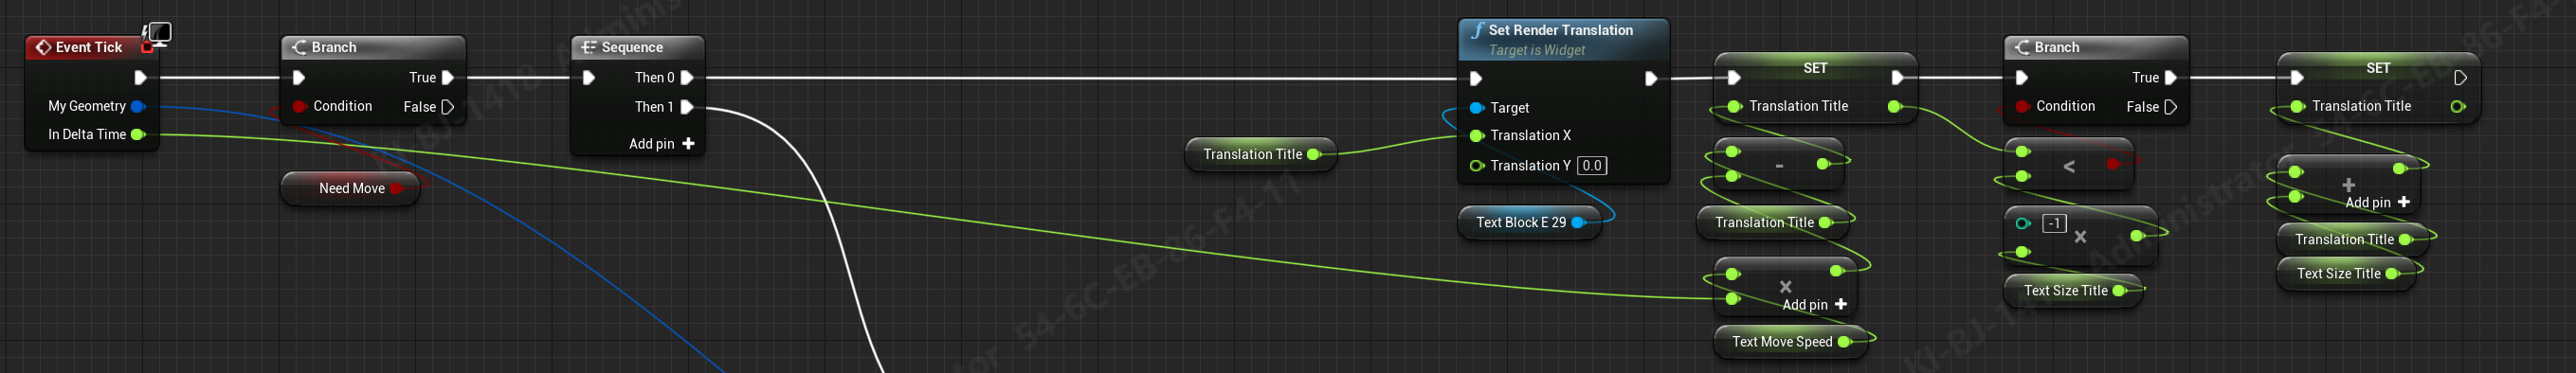 Event Tick
My Geometry
In Delta Time
Branch
True
Condition
False
Need Move
Sequence
Then 0
Then 1
Add pin
Translation Title
Set Render Translation
Target is Widget
Target
Translation X
Translation Y 0.0
Text Block E 29
SET
Translation Title
-
Translation Title
×
Add pin
Text Move Speed
Branch
True
Condition
False
<
-1
×
Text Size Title
SET
Translation Title
+
Add pin
Translation Title
Text Size Title